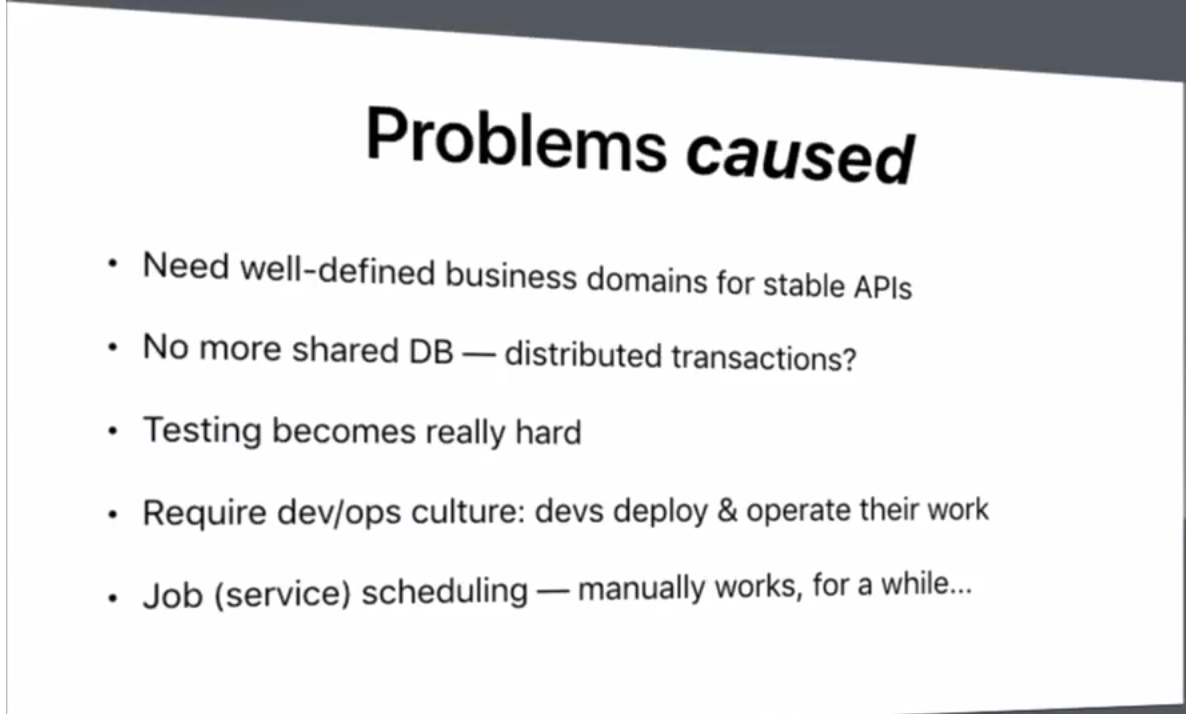 Problems caused
• Need well-defined business domains for stable APIs
• No more shared DB — distributed transactions?
• Testing becomes really hard
• Require dev/ops culture: devs deploy & operate their work
• Job (service) scheduling — manually works, for a while...